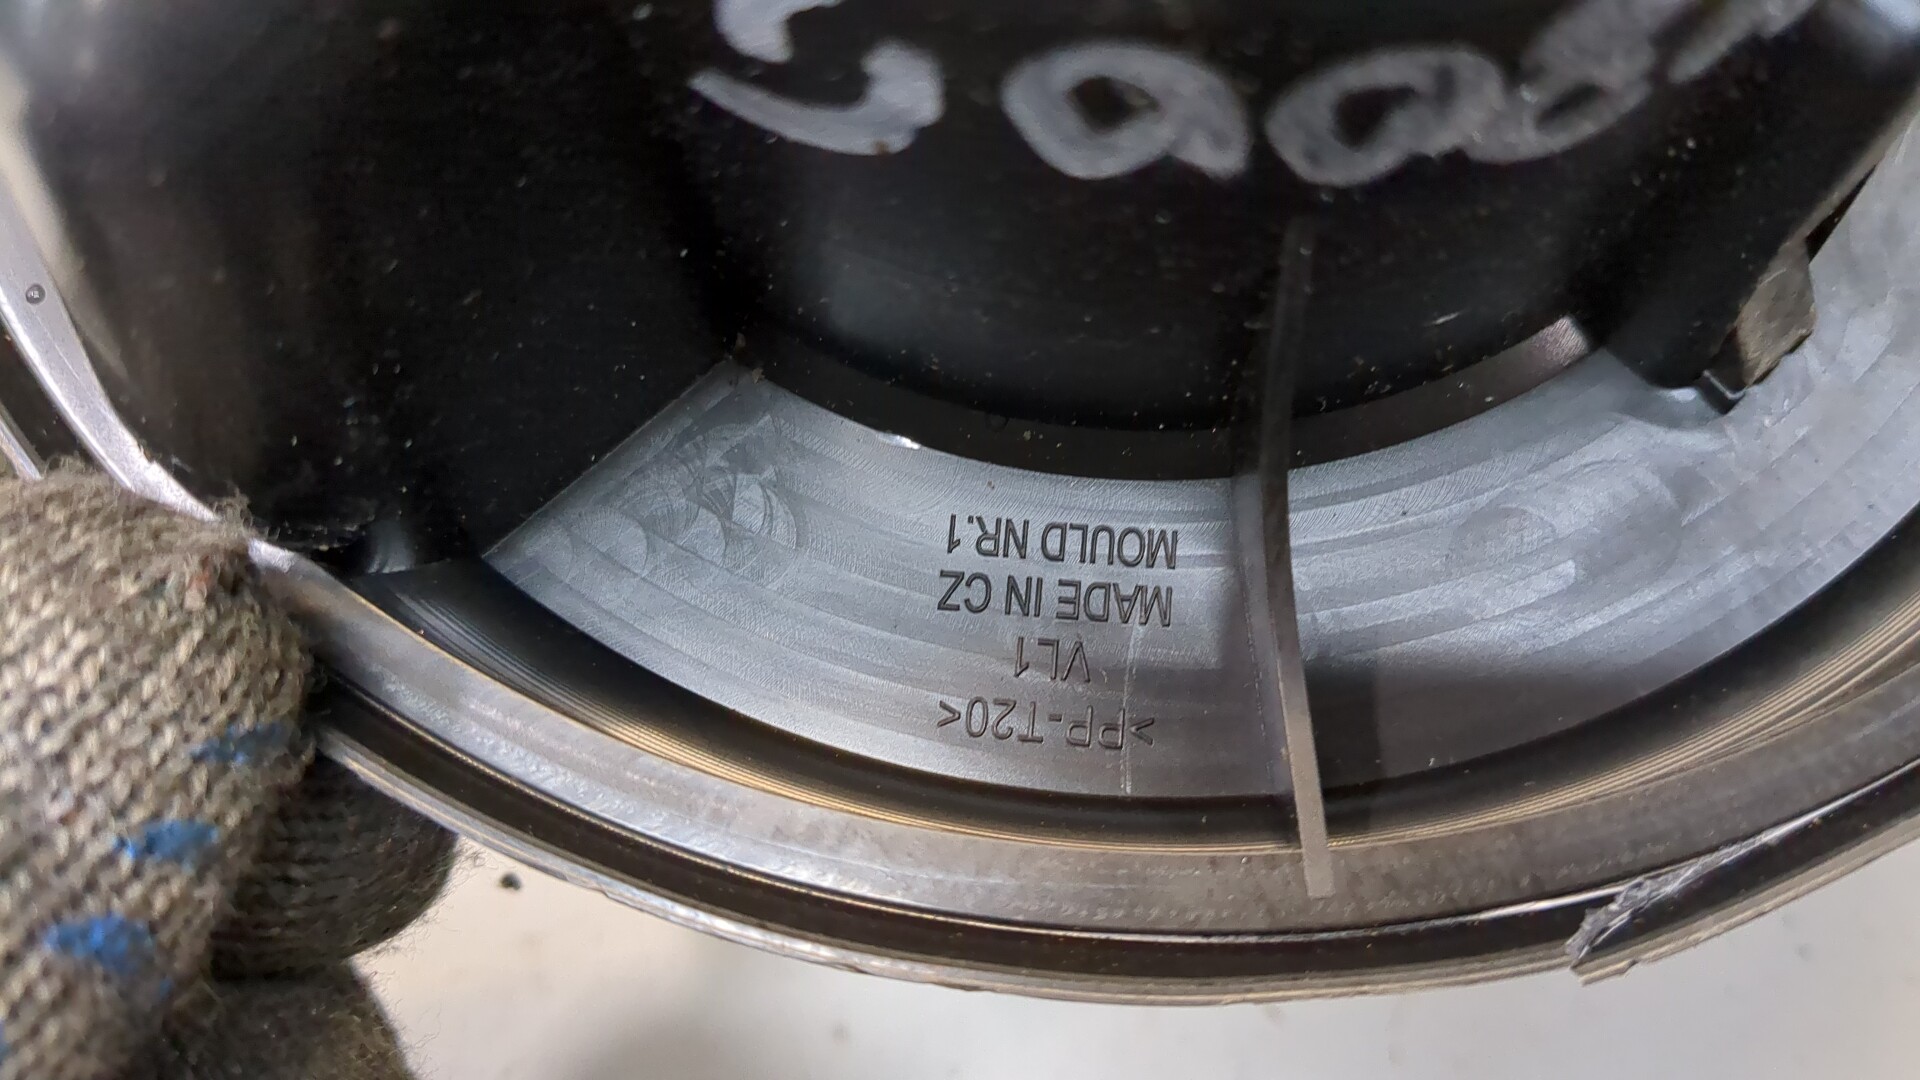 >PP-T20<
VL1
MADE IN CZ
MOULD NR.1